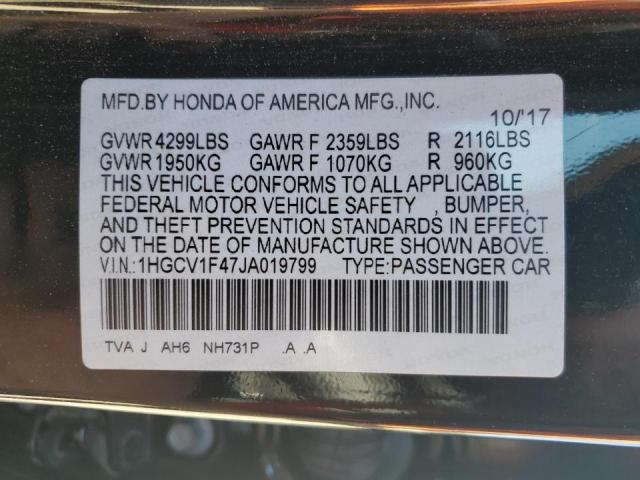 MFD.BY HONDA OF AMERICA MFG.,INC.
10/'17
GVWR 4299LBS GAWR F 2359LBS R 2116LBS
GVWR 1950KG GAWR F 1070KG R 960KG
THIS VEHICLE CONFORMS TO ALL APPLICABLE
FEDERAL MOTOR VEHICLE SAFETY , BUMPER,
AND THEFT PREVENTION STANDARDS IN EFFECT
ON THE DATE OF MANUFACTURE SHOWN ABOVE.
V.I.N.:1HGCV1F47JA019799 TYPE:PASSENGER CAR
TVA J AH6 NH731P .A .A